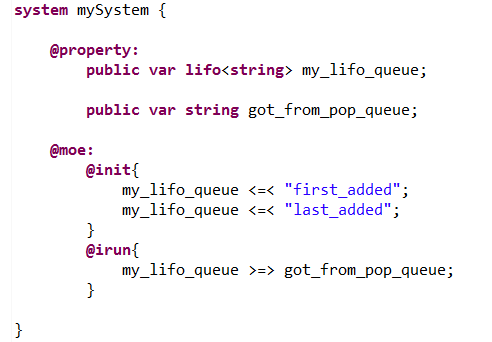 system mySystem {
@property:
public var lifo<string> my_lifo_queue;
public var string got_from_pop_queue;
@moe:
@init{
my_lifo_queue <=< "first_added";
my_lifo_queue <=< "last_added";
}
@irun{
my_lifo_queue >=> got_from_pop_queue;
}
}